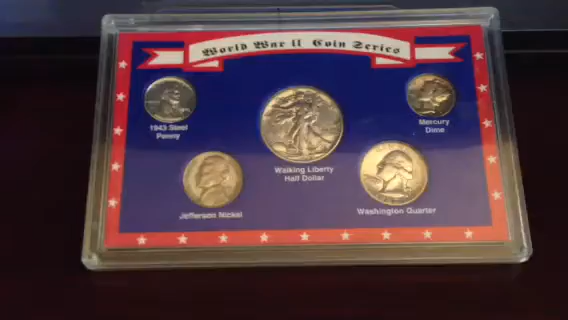 World War II Coin Series
1943 Steel
Penny
Mercury
Dime
Walking Liberty
Half Dollar
Jefferson Nickel
Washington Quarter